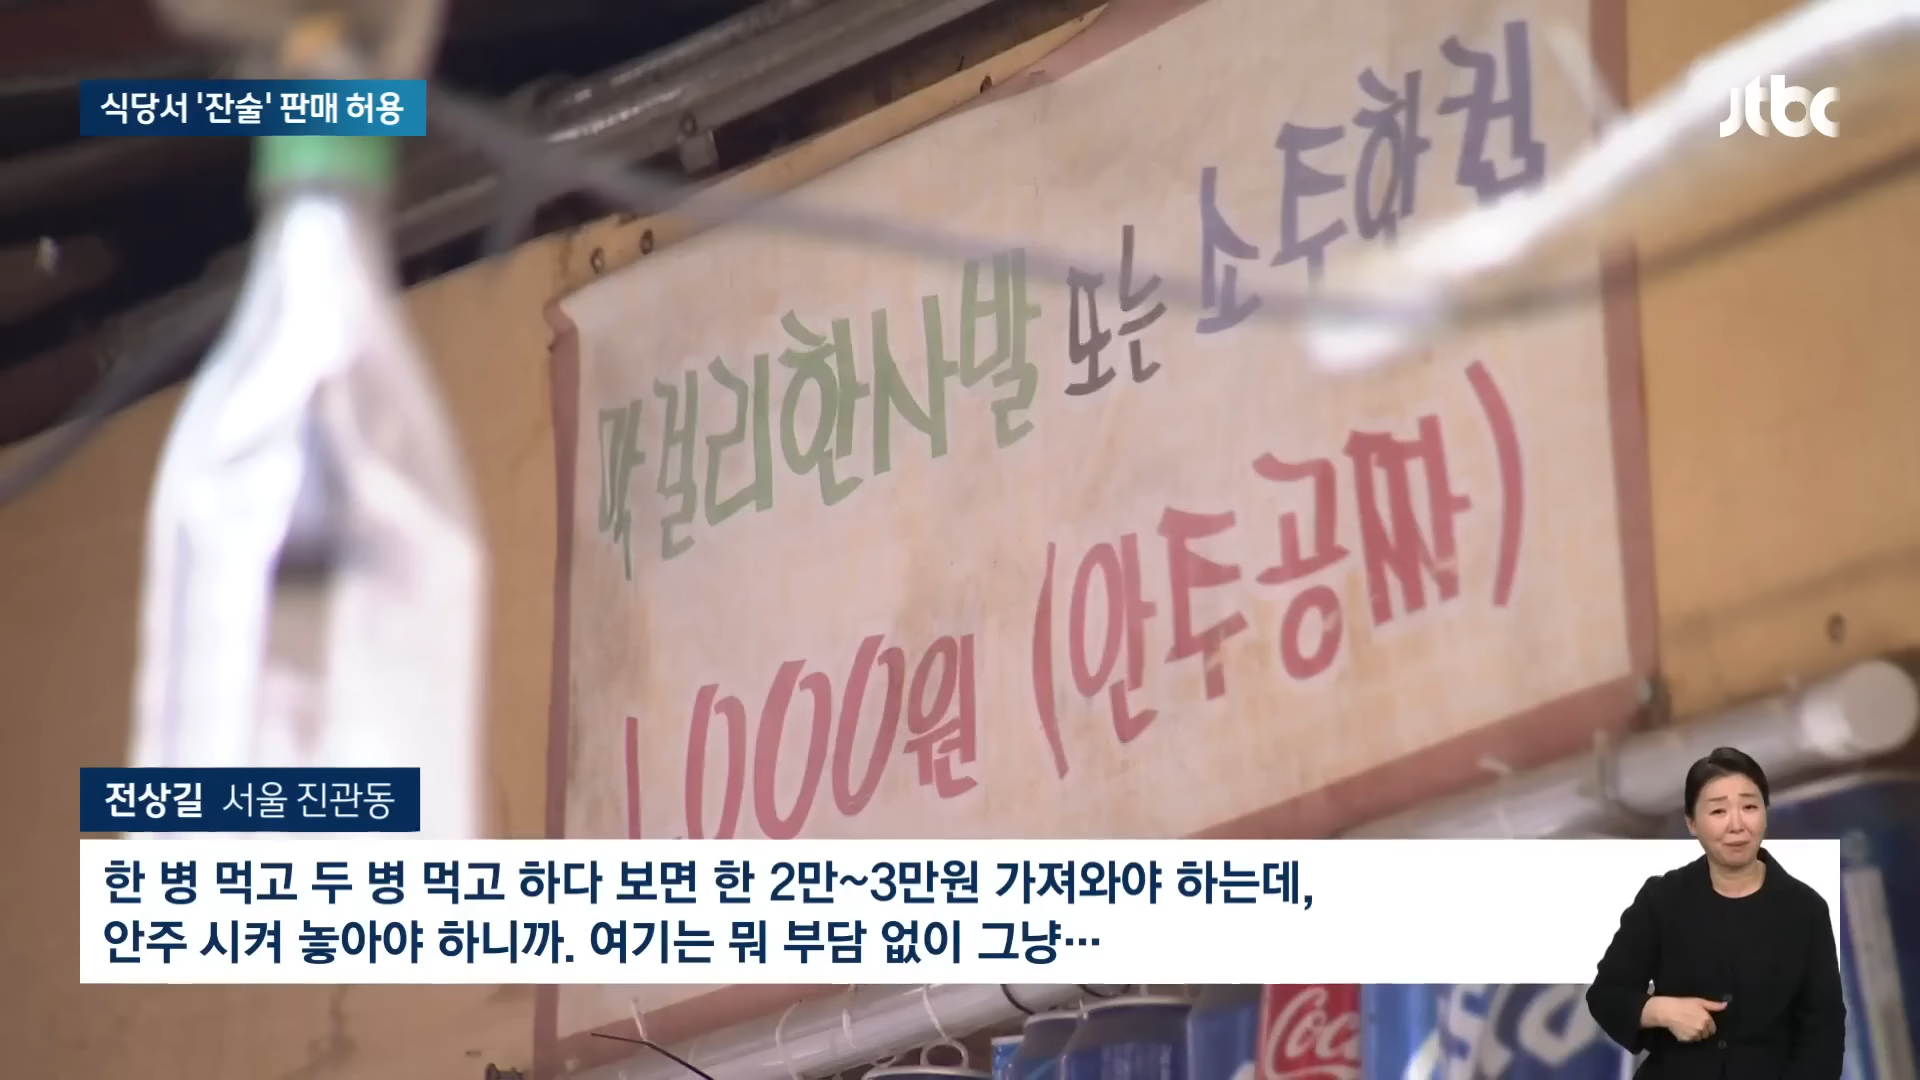 식당서 '잔술' 판매 허용
jtbc
막걸리한사발 또는 소주한컵
1,000원 (안주공짜)
전상길 서울 진관동
한 병 먹고 두 병 먹고 하다 보면 한 2만~3만원 가져와야 하는데,
안주 시켜 놓아야 하니까. 여기는 뭐 부담 없이 그냥…
Coca